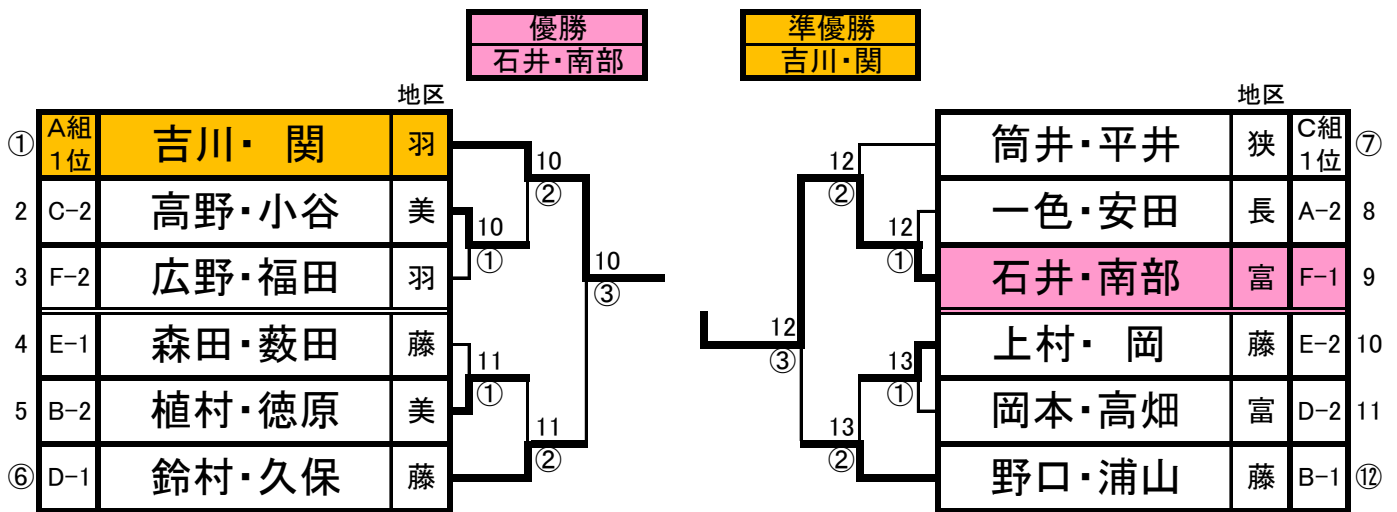 優勝 準優勝
石井・南部 吉川・関
地区 地区
① A組 1位 吉川・ 関 羽
2 C-2 高野・小谷 美
3 F-2 広野・福田 羽
4 E-1 森田・薮田 藤
5 B-2 植村・徳原 美
⑥ D-1 鈴村・久保 藤
10
②
10
①
10
③
11
①
11
②
筒井・平井 狭 C組 1位 ⑦
一色・安田 長 A-2 8
石井・南部 富 F-1 9
上村・ 岡 藤 E-2 10
岡本・高畑 富 D-2 11
野口・浦山 藤 B-1 ⑫
12
②
12
①
12
③
13
①
13
②